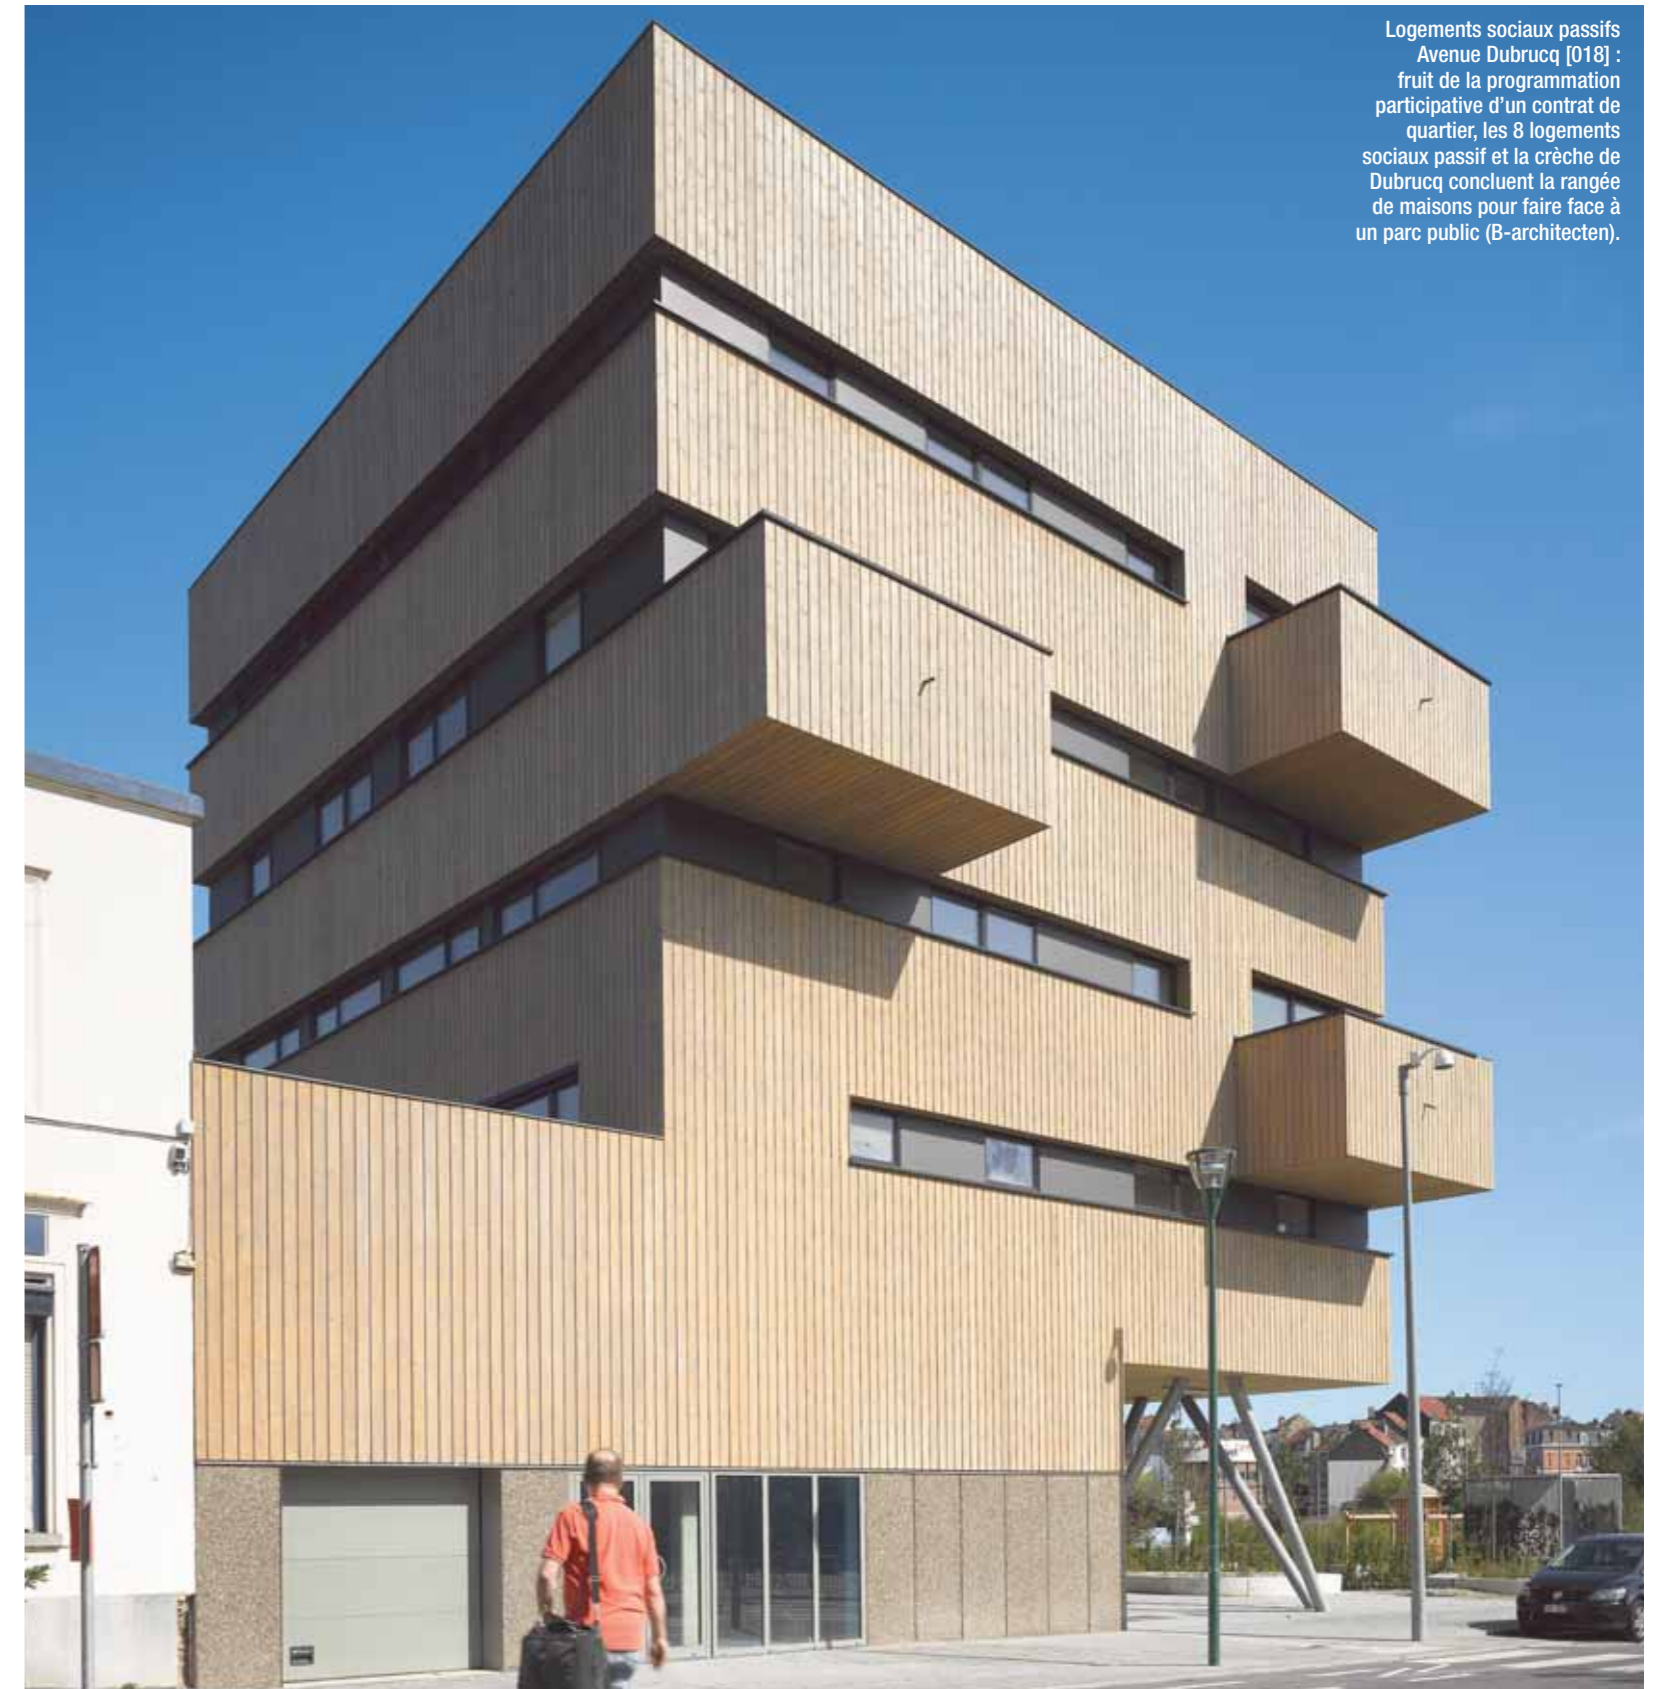 Logements sociaux passifs
Avenue Dubrucq [018] :
fruit de la programmation
participative d’un contrat de
quartier, les 8 logements
sociaux passif et la crèche de
Dubrucq concluent la rangée
de maisons pour faire face à
un parc public (B-architecten).